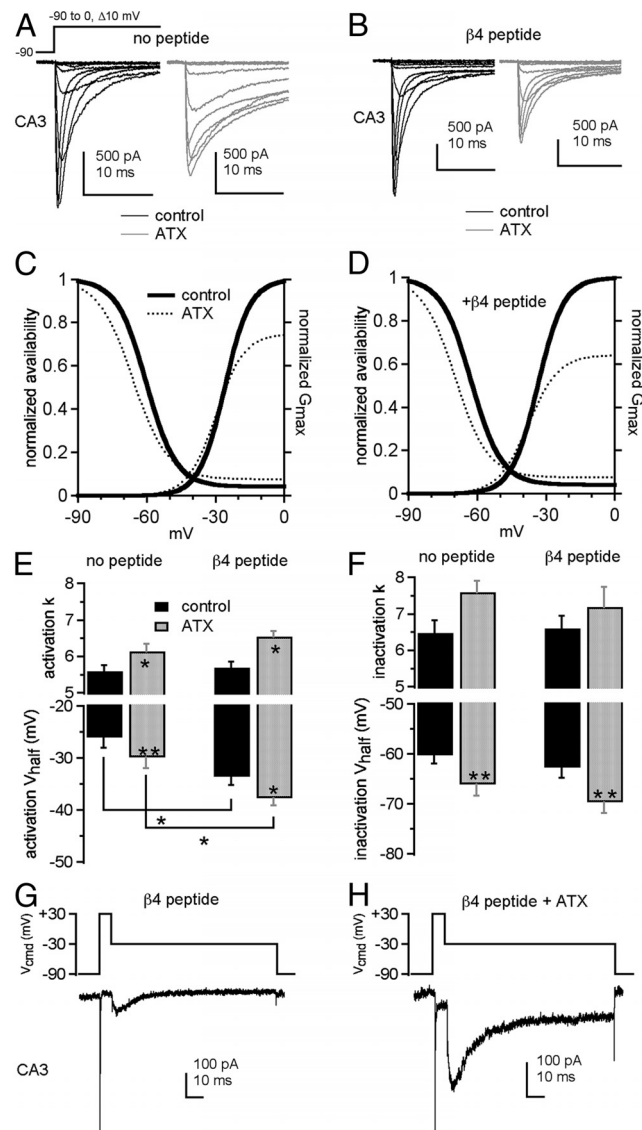 A
-90 to 0, Δ10 mV
-90
no peptide
CA3
500 pA
10 ms
500 pA
10 ms
control
ATX
B
β4 peptide
CA3
500 pA
10 ms
500 pA
10 ms
control
ATX
C
normalized availability
1
0.8
0.6
0.4
0.2
0
control
ATX
normalized Gmax
-90
-60
-30
0
mV
D
normalized availability
1
0.8
0.6
0.4
0.2
0
+β4 peptide
normalized Gmax
-90
-60
-30
0
mV
E
no peptide
β4 peptide
control
ATX
activation k
8
7
6
5
*
*
activation Vhalf (mV)
-20
-30
-40
-50
**
*
*
*
F
no peptide
β4 peptide
inactivation k
8
7
6
5
inactivation Vhalf (mV)
-50
-60
-70
-80
**
**
G
β4 peptide
Vcmd (mV)
+30
-30
-90
CA3
100 pA
10 ms
H
β4 peptide + ATX
Vcmd (mV)
+30
-30
-90
100 pA
10 ms